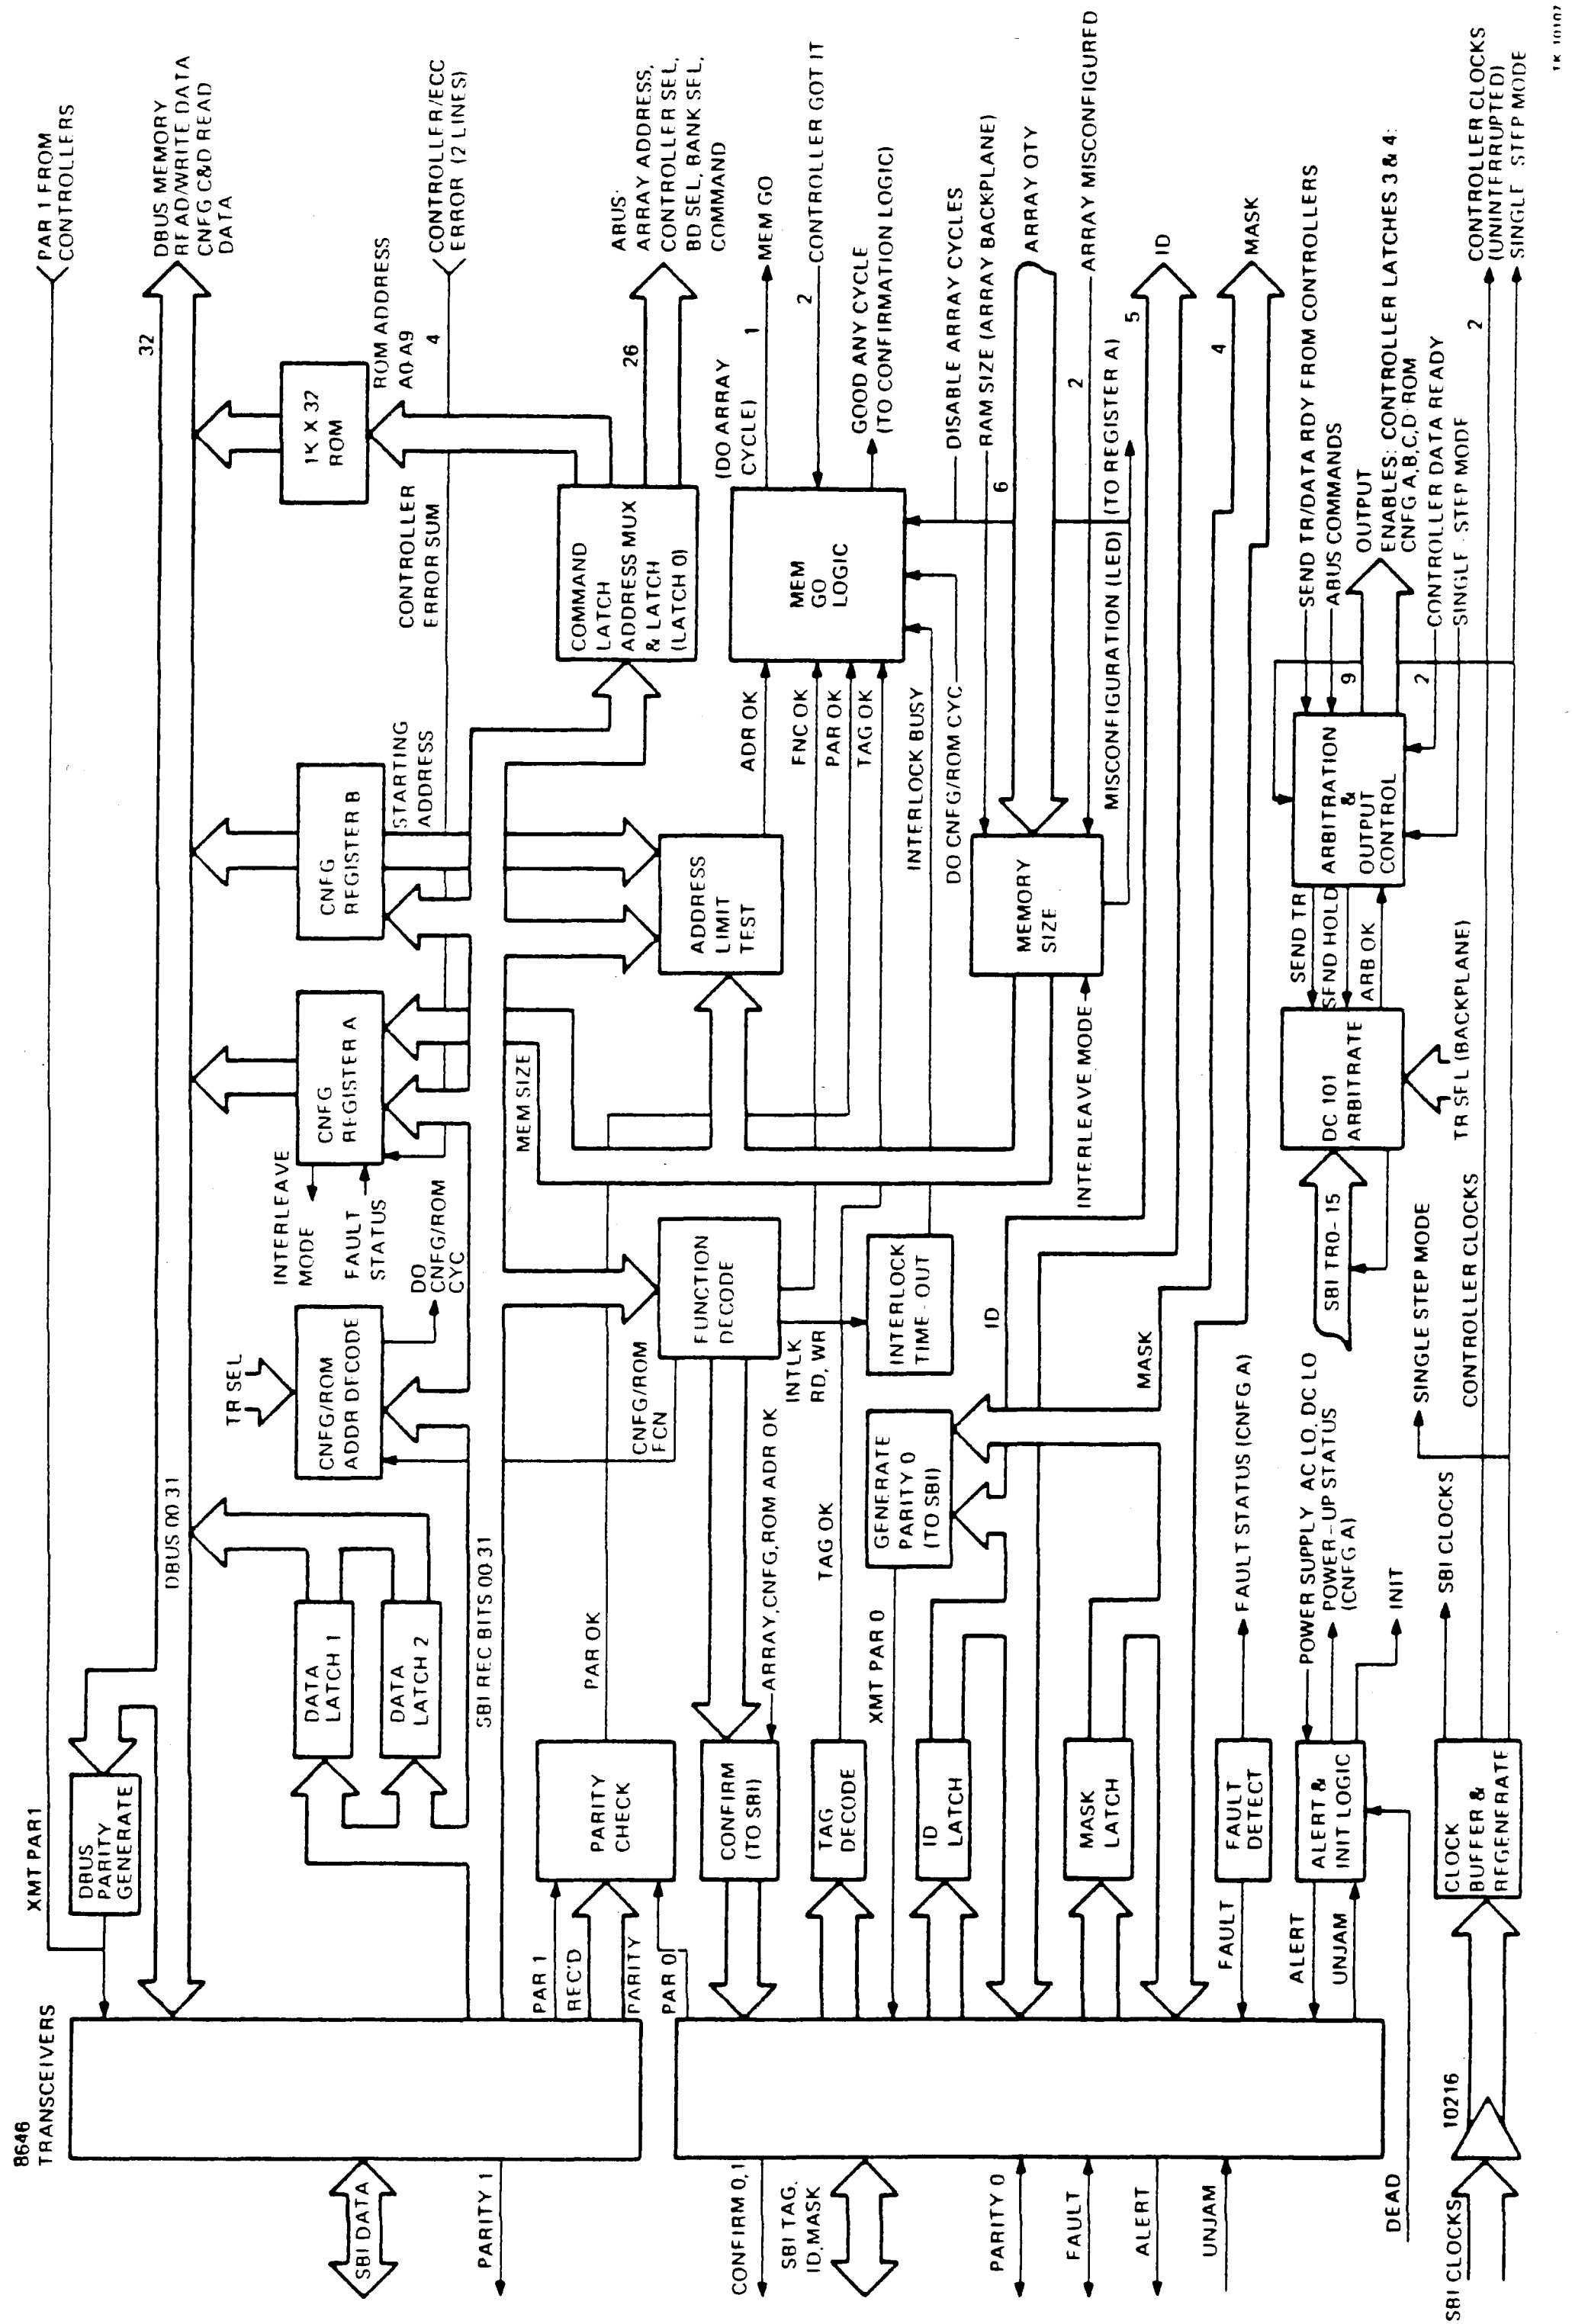 8646
TRANSCEIVERS
XMT PAR1
PAR 1 FROM
CONTROLLERS
DBUS
PARITY
GENERATE
32
DBUS MEMORY
READ/WRITE DATA
CNFG C&D READ
DATA
DBUS 00 31
SBI DATA
PARITY 1
DATA
LATCH 1
DATA
LATCH 2
SBI REC BITS 00 31
TR SEL
CNFG/ROM
ADDR DECODE
DO
CNFG/ROM
CYC
INTERLEAVE
MODE
FAULT
STATUS
CNFG
REGISTER A
CNFG
REGISTER B
STARTING
ADDRESS
1K X 32
ROM
ROM ADDRESS
A0 A9
CONTROLLER
ERROR SUM
4
CONTROLLER/ECC
ERROR (2 LINES)
COMMAND
LATCH
ADDRESS MUX
& LATCH
(LATCH 0)
26
ABUS:
ARRAY ADDRESS,
CONTROLLER SEL,
BD SEL, BANK SEL,
COMMAND
PAR 1
REC'D
PARITY
PAR 0
PARITY
CHECK
PAR OK
MEM SIZE
CNFG/ROM
FCN
FUNCTION
DECODE
INTLK
RD, WR
ADDRESS
LIMIT
TEST
ADR OK
FNC OK
PAR OK
TAG OK
MEM
GO
LOGIC
(DO ARRAY
CYCLE)
1
MEM GO
2
CONTROLLER GOT IT
GOOD ANY CYCLE
(TO CONFIRMATION LOGIC)
CONFIRM 0,1
SBI TAG,
ID,MASK
CONFIRM
(TO SBI)
ARRAY,CNFG,ROM ADR OK
TAG
DECODE
TAG OK
XMT PAR 0
GENERATE
PARITY 0
(TO SBI)
INTERLOCK
TIME-OUT
INTERLOCK BUSY
DO CNFG/ROM CYC
DISABLE ARRAY CYCLES
RAM SIZE (ARRAY BACKPLANE)
6
ARRAY QTY
MEMORY
SIZE
2
ARRAY MISCONFIGURED
INTERLEAVE MODE
MISCONFIGURATION (LED)
(TO REGISTER A)
PARITY 0
ID
LATCH
ID
5
ID
FAULT
MASK
LATCH
MASK
4
MASK
ALERT
UNJAM
FAULT
FAULT
DETECT
FAULT STATUS (CNFG A)
ALERT
UNJAM
ALERT &
INIT LOGIC
POWER SUPPLY AC LO, DC LO
POWER-UP STATUS
(CNFG A)
INIT
DEAD
SBI TR0-15
DC 101
ARBITRATE
TR SEL (BACKPLANE)
SEND TR
SEND HOLD
ARB OK
ARBITRATION
&
OUTPUT
CONTROL
SEND TR/DATA RDY FROM CONTROLLERS
ABUS COMMANDS
9
OUTPUT
ENABLES: CONTROLLER LATCHES 3 & 4:
CNFG A,B,C,D ROM
2
CONTROLLER DATA READY
SINGLE-STEP MODE
SBI CLOCKS
10216
CLOCK
BUFFER &
REGENERATE
SBI CLOCKS
SINGLE STEP MODE
CONTROLLER CLOCKS
2
CONTROLLER CLOCKS
(UNINTERRUPTED)
SINGLE STEP MODE